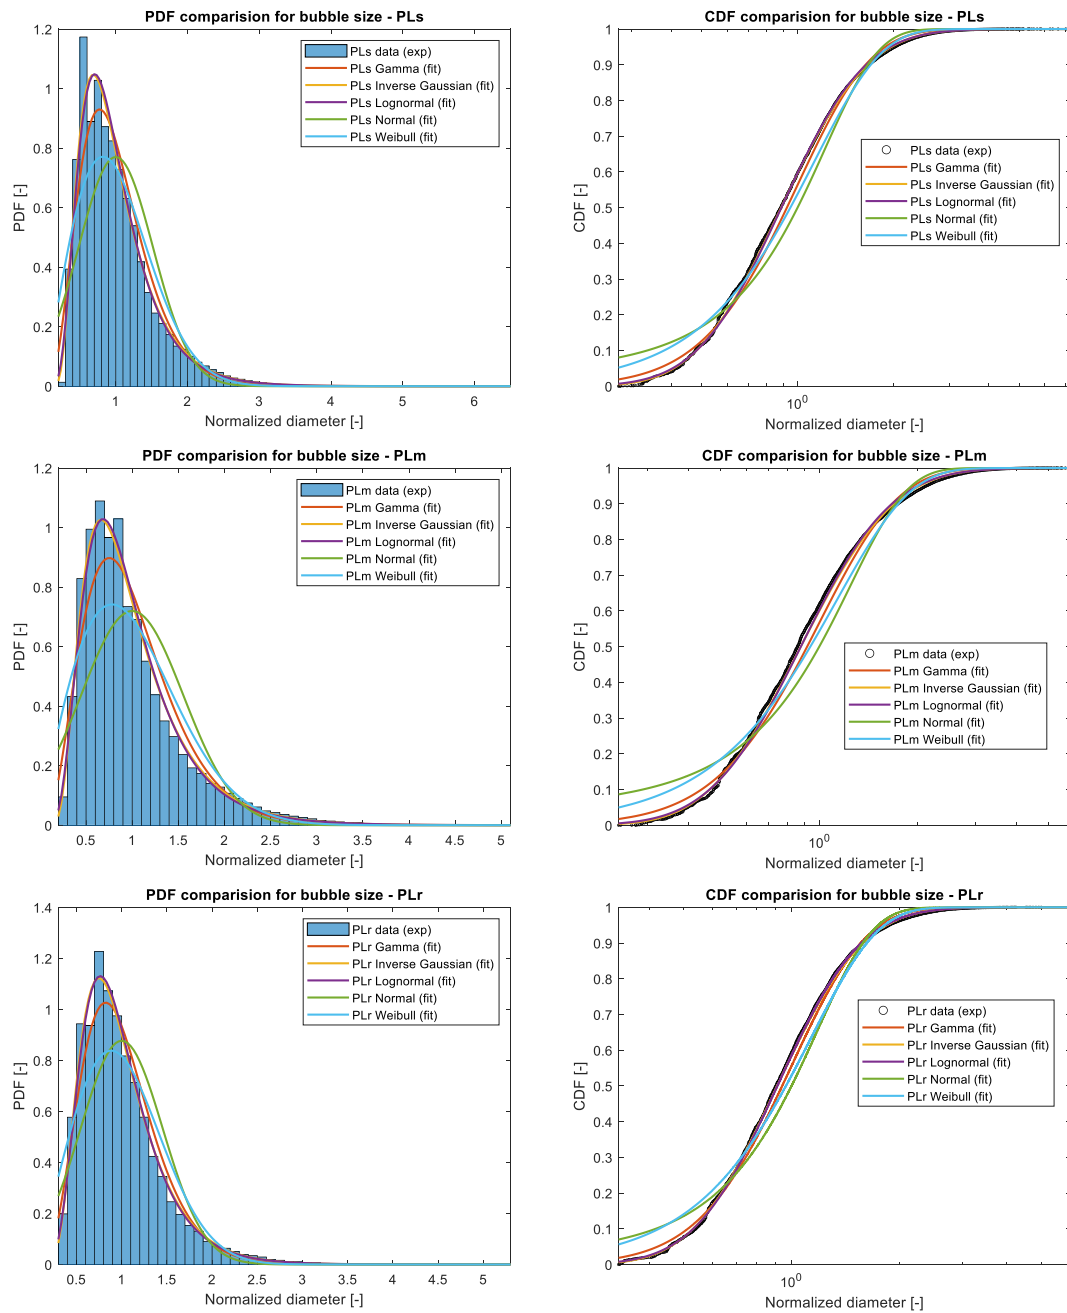 PDF comparision for bubble size - PLs
1.2
1
0.8
0.6
0.4
0.2
0
PDF [-]
PLs data (exp)
PLs Gamma (fit)
PLs Inverse Gaussian (fit)
PLs Lognormal (fit)
PLs Normal (fit)
PLs Weibull (fit)
1 2 3 4 5 6
Normalized diameter [-]
CDF comparision for bubble size - PLs
1
0.9
0.8
0.7
0.6
0.5
0.4
0.3
0.2
0.1
0
CDF [-]
PLs data (exp)
PLs Gamma (fit)
PLs Inverse Gaussian (fit)
PLs Lognormal (fit)
PLs Normal (fit)
PLs Weibull (fit)
10⁰
Normalized diameter [-]
PDF comparision for bubble size - PLm
1.2
1
0.8
0.6
0.4
0.2
0
PDF [-]
PLm data (exp)
PLm Gamma (fit)
PLm Inverse Gaussian (fit)
PLm Lognormal (fit)
PLm Normal (fit)
PLm Weibull (fit)
0.5 1 1.5 2 2.5 3 3.5 4 4.5 5
Normalized diameter [-]
CDF comparision for bubble size - PLm
1
0.9
0.8
0.7
0.6
0.5
0.4
0.3
0.2
0.1
0
CDF [-]
PLm data (exp)
PLm Gamma (fit)
PLm Inverse Gaussian (fit)
PLm Lognormal (fit)
PLm Normal (fit)
PLm Weibull (fit)
10⁰
Normalized diameter [-]
PDF comparision for bubble size - PLr
1.4
1.2
1
0.8
0.6
0.4
0.2
0
PDF [-]
PLr data (exp)
PLr Gamma (fit)
PLr Inverse Gaussian (fit)
PLr Lognormal (fit)
PLr Normal (fit)
PLr Weibull (fit)
0.5 1 1.5 2 2.5 3 3.5 4 4.5 5
Normalized diameter [-]
CDF comparision for bubble size - PLr
1
0.9
0.8
0.7
0.6
0.5
0.4
0.3
0.2
0.1
0
CDF [-]
PLr data (exp)
PLr Gamma (fit)
PLr Inverse Gaussian (fit)
PLr Lognormal (fit)
PLr Normal (fit)
PLr Weibull (fit)
10⁰
Normalized diameter [-]